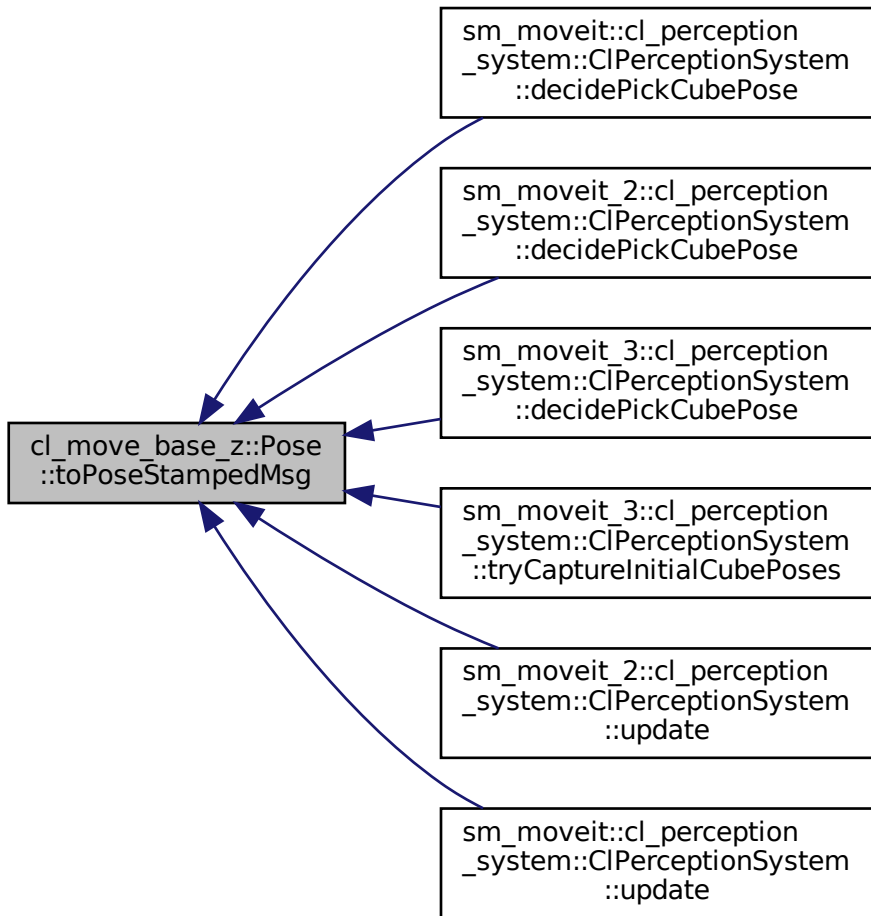 sm_moveit::cl_perception
_system::ClPerceptionSystem
::decidePickCubePose
sm_moveit_2::cl_perception
_system::ClPerceptionSystem
::decidePickCubePose
sm_moveit_3::cl_perception
_system::ClPerceptionSystem
::decidePickCubePose
cl_move_base_z::Pose
::toPoseStampedMsg
sm_moveit_3::cl_perception
_system::ClPerceptionSystem
::tryCaptureInitialCubePoses
sm_moveit_2::cl_perception
_system::ClPerceptionSystem
::update
sm_moveit::cl_perception
_system::ClPerceptionSystem
::update